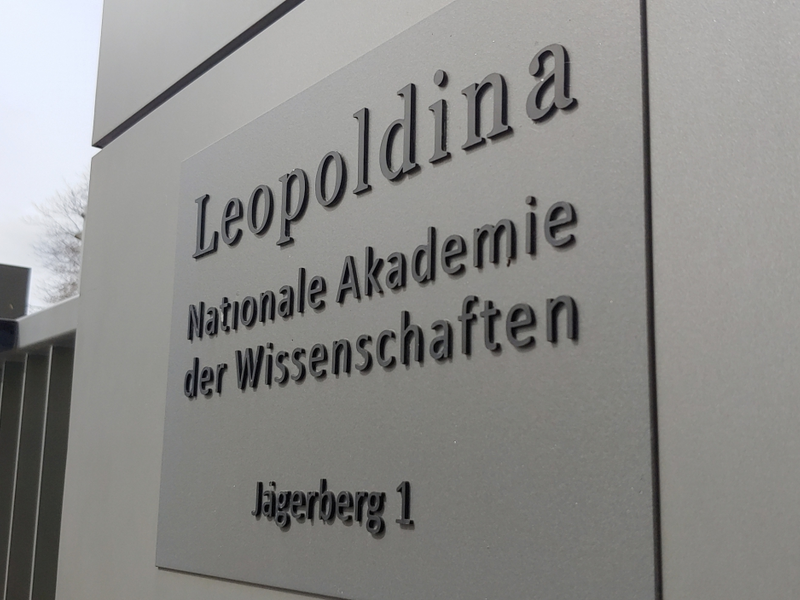 Leopoldina
Nationale Akademie
der Wissenschaften
Jägerberg 1